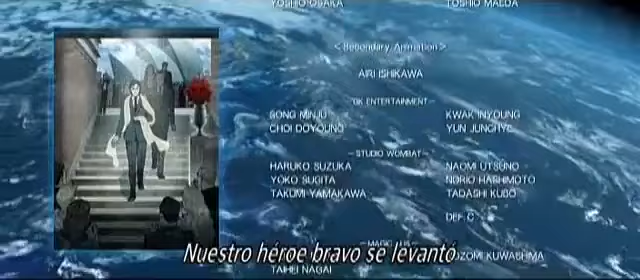 YOSHIO OSAKA TOSHIO MAEDA
<Secondary Animation>
AIRI ISHIKAWA
GK ENTERTAINMENT
SONG MINJU KWAK INYOUNG
CHOI DOYOUNG YUN JUNGHYE
STUDIO WOMBAT
HARUKO SUZUKA NAOMI UTSUNO
YOKO SUGITA NORIO HASHIMOTO
TAKUMI YAMAKAWA TADASHI KUBO
DEF.C
Nuestro héroe bravo se levantó
OZOMI KUWASHIMA
TAIHEI NAGAI